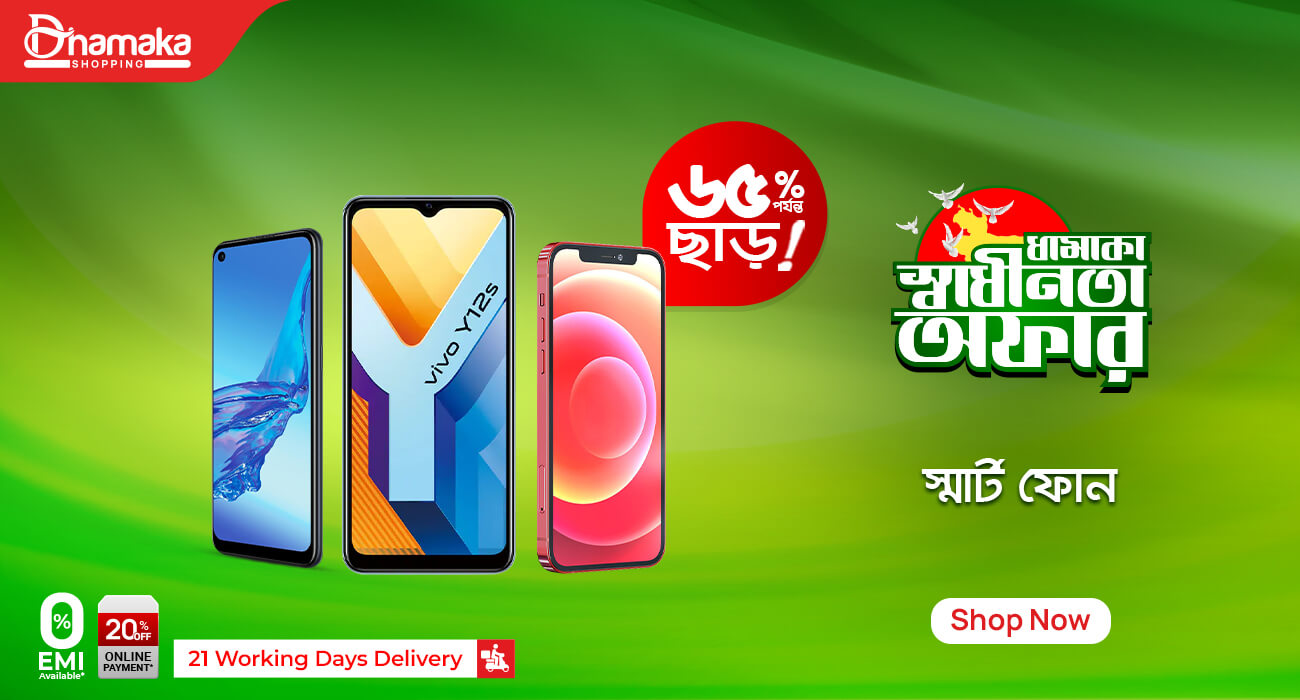 Dhamaka
SHOPPING
৬৫%
পর্যন্ত
ছাড়!
ধামাকা
স্বাধীনতা
অফার
vivo Y12s
স্মার্ট ফোন
Shop Now
0%
EMI
Available*
20%
OFF
ONLINE
PAYMENT*
21 Working Days Delivery